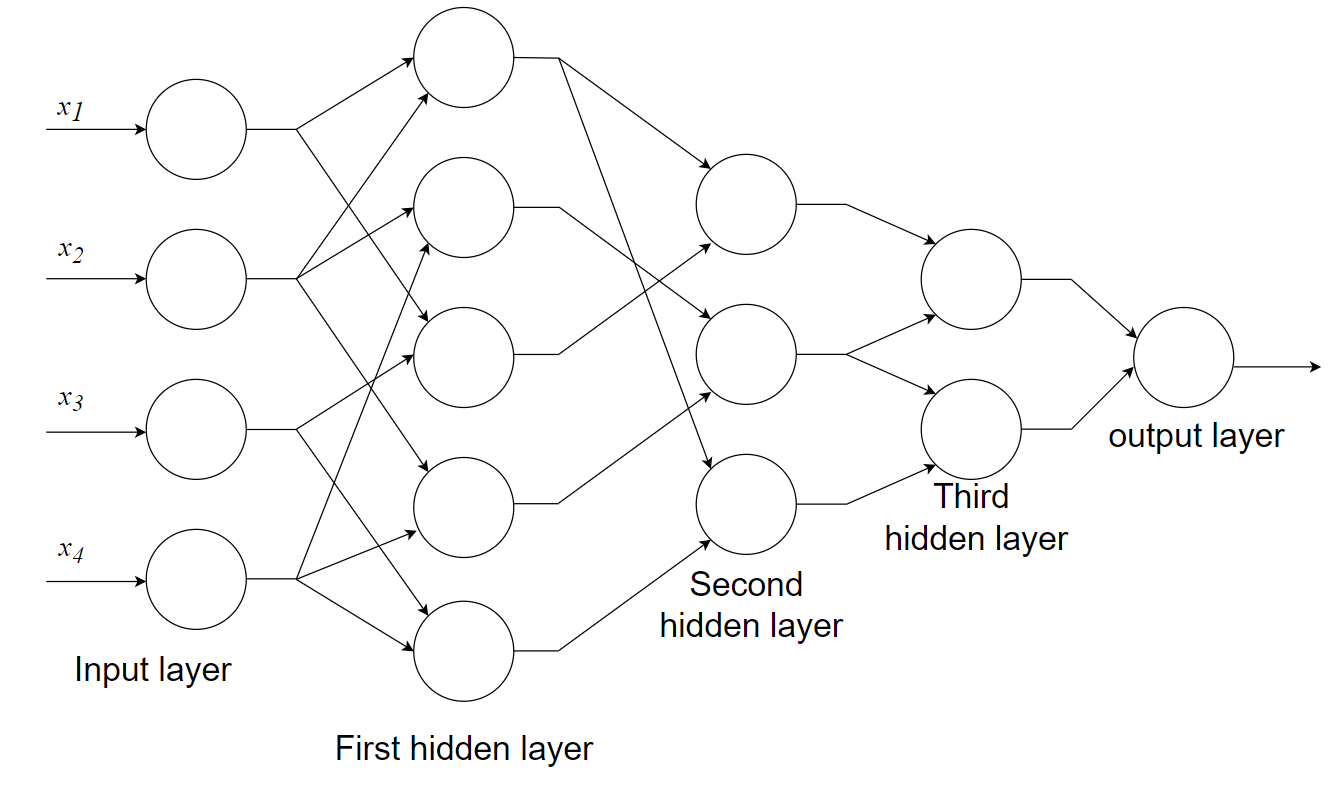 x1
x2
x3
x4
Input layer
First hidden layer
Second
hidden layer
Third
hidden layer
output layer